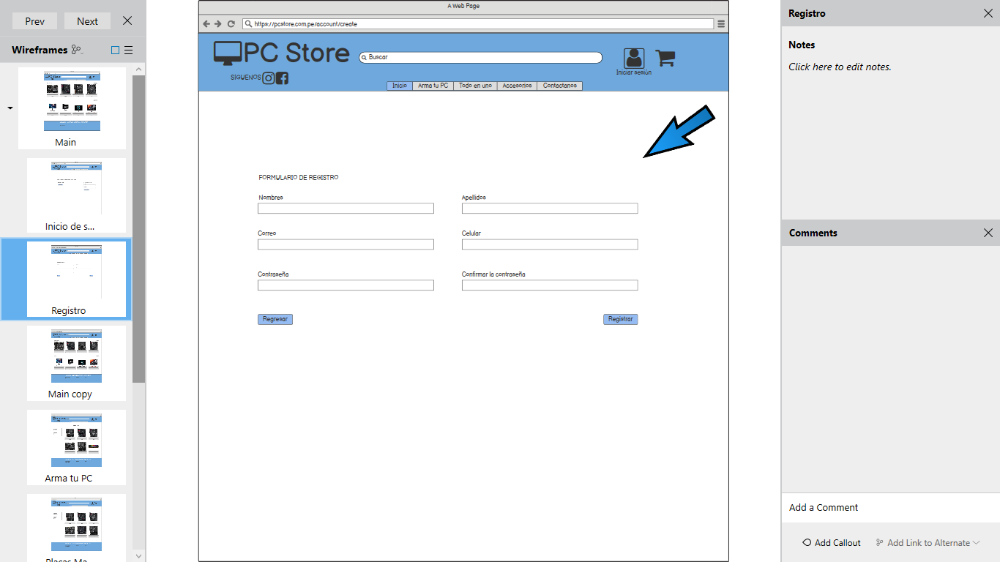 Prev Next
Wireframes
Main
Inicio de s...
Registro
Main copy
Arma tu PC
Placas Ma...
A Web Page
https://pcstore.com.pe/account/create
PC Store
Buscar
Iniciar sesión
SIGUENOS
Inicio Arma tu PC Todo en uno Accesorios Contactanos
FORMULARIO DE REGISTRO
Nombres Apellidos
Correo Celular
Contraseña Confirmar la contraseña
Regresar Registrar
Registro
Notes
Click here to edit notes.
Comments
Add a Comment
Add Callout Add Link to Alternate